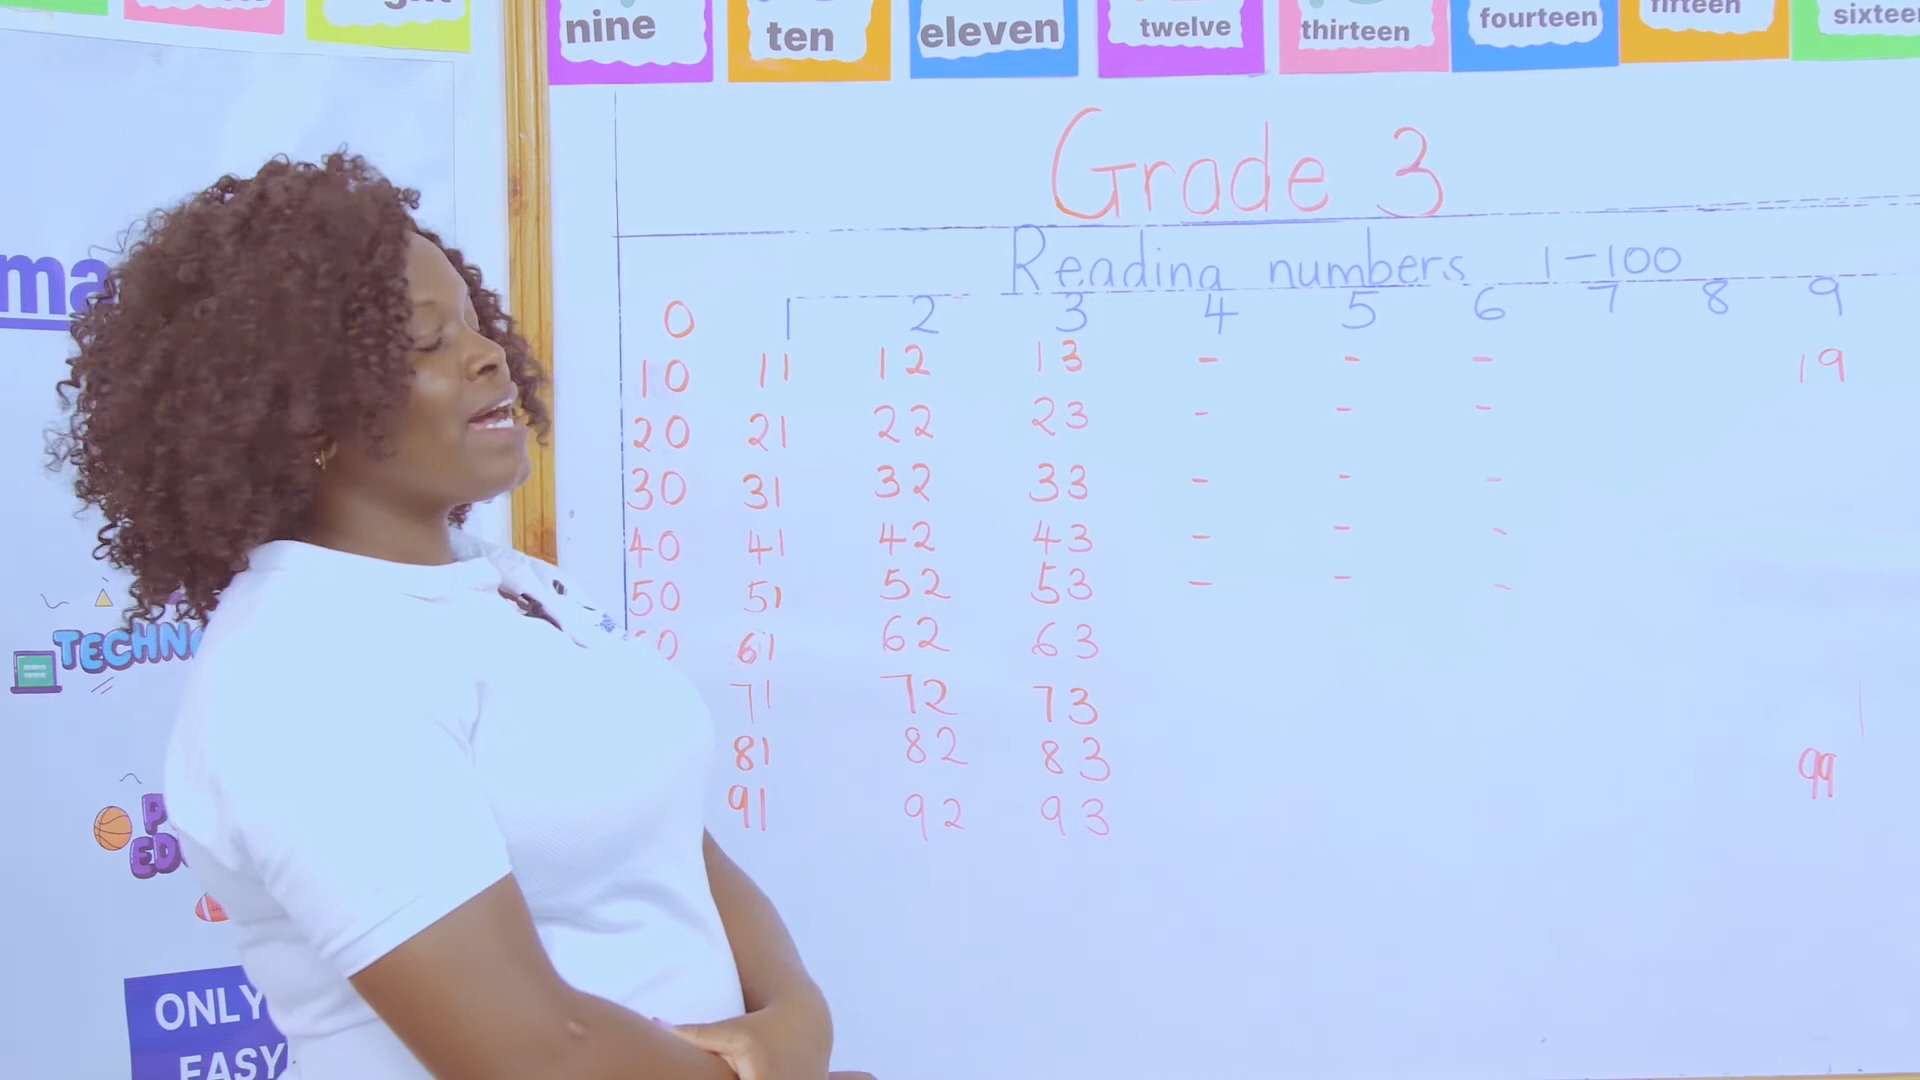 nine ten eleven twelve thirteen fourteen fifteen
Grade 3
Reading numbers 1-100
0 1 2 3 4 5 6 7 8 9
10 11 12 13 - - - 19
20 21 22 23 - - -
30 31 32 33 - - -
40 41 42 43 - - -
50 51 52 53 - - -
61 62 63
71 72 73
81 82 83 99
91 92 93
ONLY
EASY